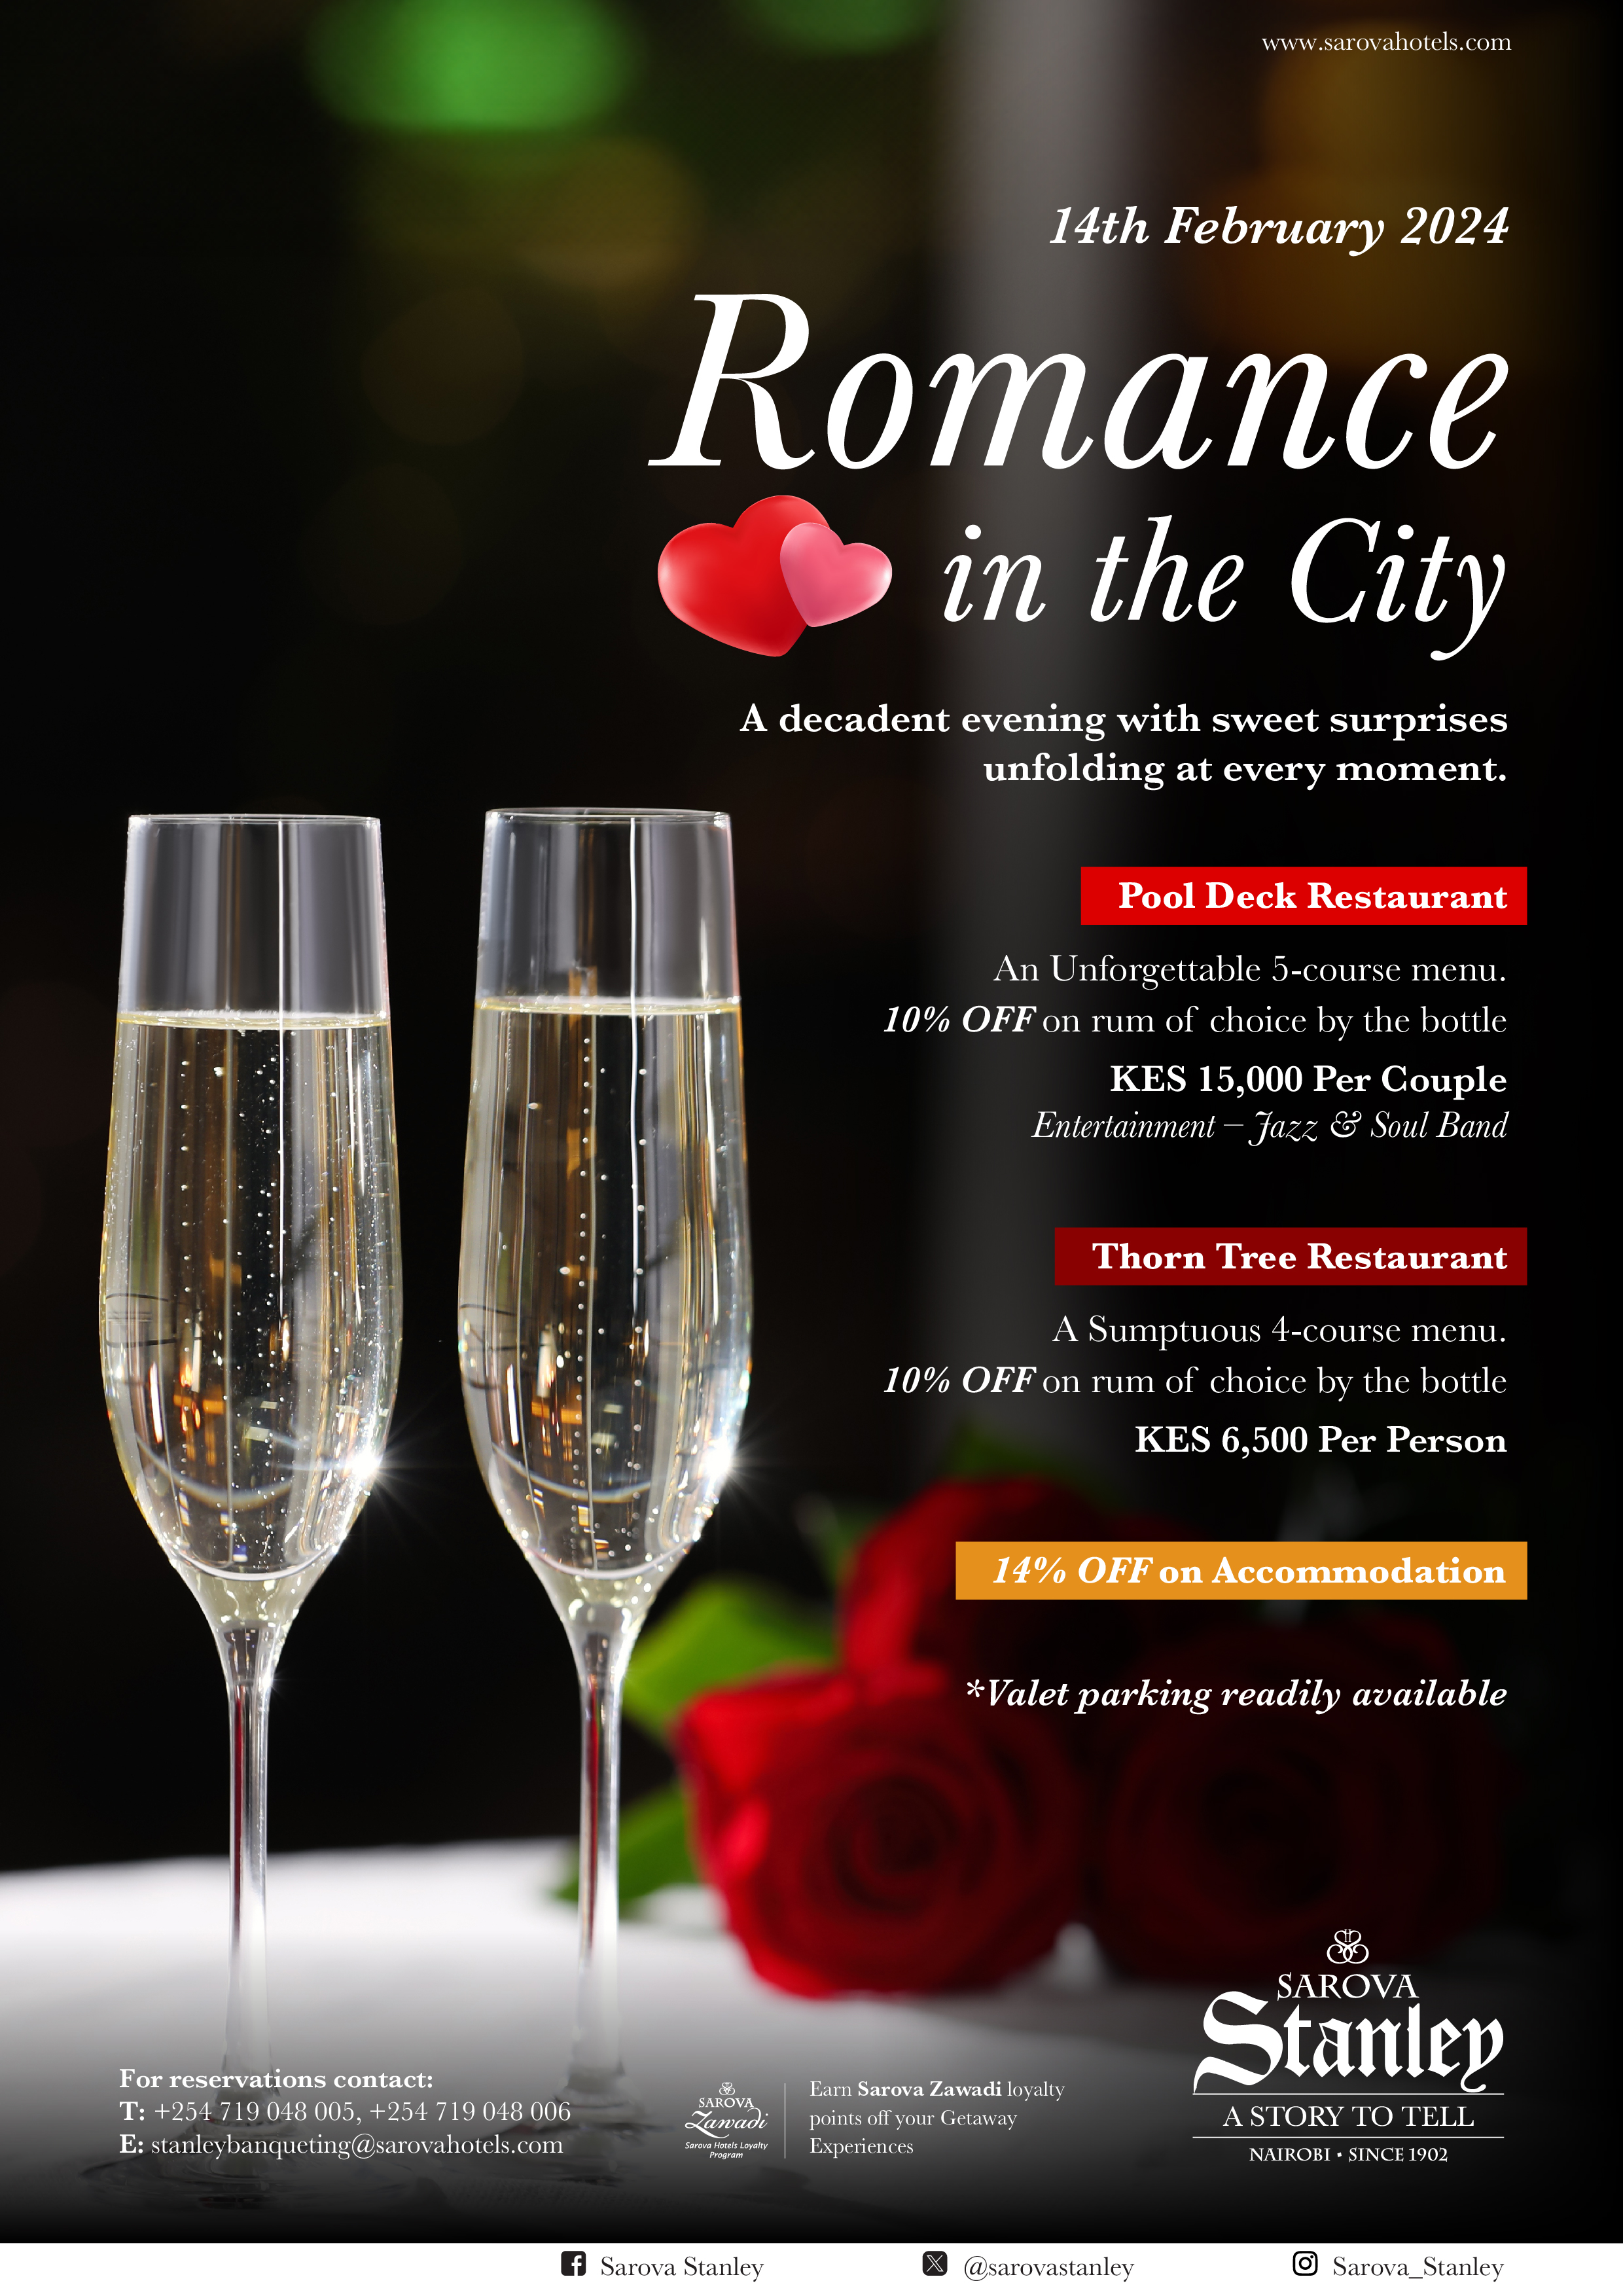 www.sarovahotels.com
14th February 2024
Romance
in the City
A decadent evening with sweet surprises
unfolding at every moment.
Pool Deck Restaurant
An Unforgettable 5-course menu.
10% OFF on rum of choice by the bottle
KES 15,000 Per Couple
Entertainment – Jazz & Soul Band
Thorn Tree Restaurant
A Sumptuous 4-course menu.
10% OFF on rum of choice by the bottle
KES 6,500 Per Person
14% OFF on Accommodation
*Valet parking readily available
For reservations contact:
T: +254 719 048 005, +254 719 048 006
E: stanleybanqueting@sarovahotels.com
SAROVA
Zawadi
Sarova Hotels Loyalty
Program
Earn Sarova Zawadi loyalty
points off your Getaway
Experiences
SAROVA
Stanley
A STORY TO TELL
NAIROBI • SINCE 1902
Sarova Stanley
@sarovastanley
Sarova_Stanley